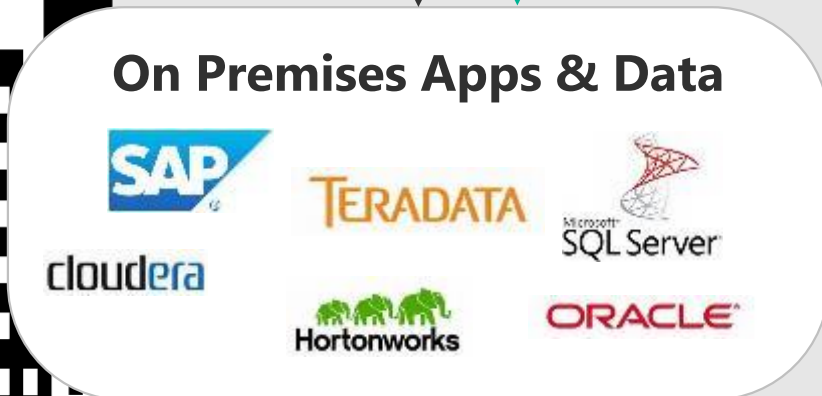 On Premises Apps & Data
SAP
TERADATA
Microsoft
SQL Server
cloudera
Hortonworks
ORACLE